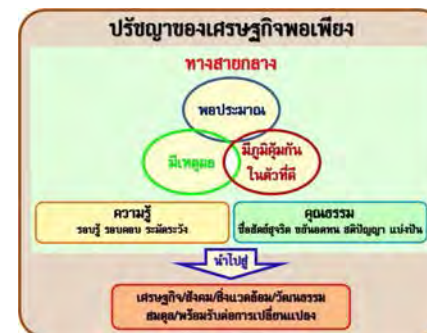 ปรัชญาของเศรษฐกิจพอเพียง
ทางสายกลาง
พอประมาณ
มีเหตุผล
มีภูมิคุ้มกัน
ในตัวที่ดี
ความรู้
รอบรู้ รอบคอบ ระมัดระวัง
คุณธรรม
ซื่อสัตย์สุจริต ขยันอดทน สติปัญญา แบ่งปัน
นำไปสู่
เศรษฐกิจ/สังคม/สิ่งแวดล้อม/วัฒนธรรม
สมดุล/พร้อมรับต่อการเปลี่ยนแปลง